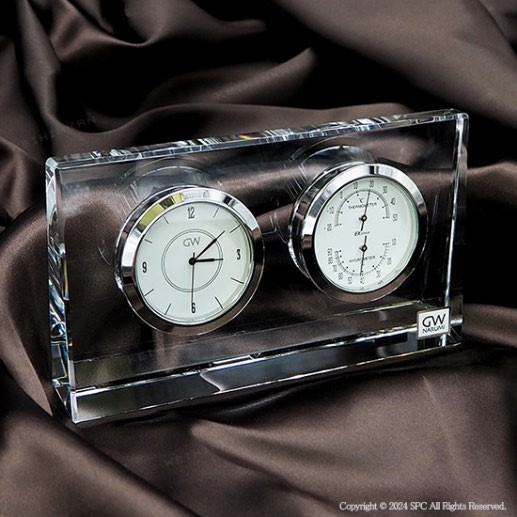 GW
12
3
6
9
THERMOMETER
HYGROMETER
GW
NARUMI
Copyright © 2024 SPC All Rights Reserved.